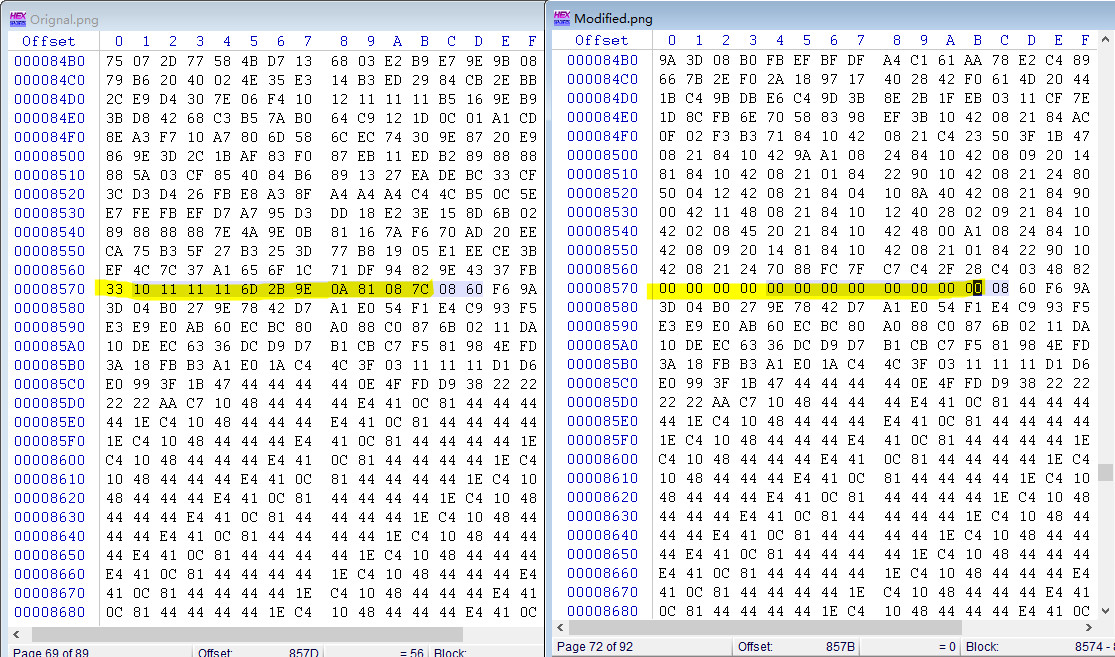 Orignal.png
Offset 0 1 2 3 4 5 6 7 8 9 A B C D E F
000084B0 75 07 2D 77 58 4B D7 13 68 03 E2 B9 E7 9E 9B 08
000084C0 79 B6 20 40 02 4E 35 E3 14 B3 ED 29 84 CB 2E BB
000084D0 2C E9 D4 30 7E 06 F4 10 12 11 11 11 B5 16 9E B9
000084E0 3B D8 42 68 C3 B5 7A B0 64 C9 12 1D 0C 01 A1 CD
000084F0 8E A3 F7 10 A7 80 6D 58 6C EC 74 30 9E 87 20 E9
00008500 86 9E 3D 2C 1B AF 83 F0 87 EB 11 ED B2 89 88 88
00008510 88 5A 03 CF 85 40 84 B6 89 13 27 EA DE BC 33 CF
00008520 3C D3 D4 26 FB E8 A3 8F A4 A4 A4 C4 4C B5 0C 5E
00008530 E7 FE FB EF D7 A7 95 D3 DD 18 E2 3E 15 8D 6B 02
00008540 89 88 88 88 7E 4A 9E 0B 81 16 7A F6 70 AD 20 EE
00008550 CA 75 B3 5F 27 B3 25 3D 77 B8 19 05 E1 EE CE 3B
00008560 EF 4C 7C 37 A1 65 6F 1C 71 DF 94 82 9E 43 37 FB
00008570 33 10 11 11 11 6D 2B 9E 0A 81 08 7C 08 60 F6 9A
00008580 3D 04 B0 27 9E 78 42 D7 A1 E0 54 F1 E4 C9 93 F5
00008590 E3 E9 E0 AB 60 EC BC 80 A0 88 C0 87 6B 02 11 DA
000085A0 10 DE EC 63 36 DC D9 D7 B1 CB C7 F5 81 98 4E FD
000085B0 3A 18 FB B3 A1 E0 1A C4 4C 3F 03 11 11 11 D1 D6
000085C0 E0 99 3F 1B 47 44 44 44 44 0E 4F FD D9 38 22 22
000085D0 22 22 AA C7 10 48 44 44 44 E4 41 0C 81 44 44 44
000085E0 44 1E C4 10 48 44 44 44 E4 41 0C 81 44 44 44 44
000085F0 1E C4 10 48 44 44 44 E4 41 0C 81 44 44 44 44 1E
00008600 C4 10 48 44 44 44 E4 41 0C 81 44 44 44 44 1E C4
00008610 10 48 44 44 44 E4 41 0C 81 44 44 44 44 1E C4 10
00008620 48 44 44 44 E4 41 0C 81 44 44 44 44 1E C4 10 48
00008630 44 44 44 E4 41 0C 81 44 44 44 44 1E C4 10 48 44
00008640 44 44 E4 41 0C 81 44 44 44 44 1E C4 10 48 44 44
00008650 44 E4 41 0C 81 44 44 44 44 1E C4 10 48 44 44 44
00008660 E4 41 0C 81 44 44 44 44 1E C4 10 48 44 44 44 E4
00008670 41 0C 81 44 44 44 44 1E C4 10 48 44 44 44 E4 41
00008680 0C 81 44 44 44 44 1E C4 10 48 44 44 44 E4 41 0C
Page 69 of 89 Offset: 857D = 56 Block:
Modified.png
Offset 0 1 2 3 4 5 6 7 8 9 A B C D E F
000084B0 9A 3D 08 B0 FB EF BF DF A4 C1 61 AA 78 E2 C4 89
000084C0 66 7B 2E F0 2A 18 97 17 40 28 42 F0 61 4D 20 44
000084D0 1B C4 9B DB E6 C4 9D 3B 8E 2B 1F EB 03 11 CF 7E
000084E0 1D 8C FB 6E 70 58 83 98 EF 3B 10 42 08 21 84 AC
000084F0 0F 02 F3 B3 71 84 10 42 08 21 C4 23 50 3F 1B 47
00008500 08 21 84 10 42 9A A1 08 24 84 10 42 08 09 20 14
00008510 81 84 10 42 08 21 01 84 22 90 10 42 08 21 24 80
00008520 50 04 12 42 08 21 84 04 10 8A 40 42 08 21 84 90
00008530 00 42 11 48 08 21 84 10 12 40 28 02 09 21 84 10
00008540 42 02 08 45 20 21 84 10 42 48 00 A1 08 24 84 10
00008550 42 08 09 20 14 81 84 10 42 08 21 01 84 22 90 10
00008560 42 08 21 24 70 88 FC 7F C7 C4 2F 28 C4 03 48 82
00008570 00 00 00 00 00 00 00 00 00 00 00 00 08 60 F6 9A
00008580 3D 04 B0 27 9E 78 42 D7 A1 E0 54 F1 E4 C9 93 F5
00008590 E3 E9 E0 AB 60 EC BC 80 A0 88 C0 87 6B 02 11 DA
000085A0 10 DE EC 63 36 DC D9 D7 B1 CB C7 F5 81 98 4E FD
000085B0 3A 18 FB B3 A1 E0 1A C4 4C 3F 03 11 11 11 D1 D6
000085C0 E0 99 3F 1B 47 44 44 44 44 0E 4F FD D9 38 22 22
000085D0 22 22 AA C7 10 48 44 44 44 E4 41 0C 81 44 44 44
000085E0 44 1E C4 10 48 44 44 44 E4 41 0C 81 44 44 44 44
000085F0 1E C4 10 48 44 44 44 E4 41 0C 81 44 44 44 44 1E
00008600 C4 10 48 44 44 44 E4 41 0C 81 44 44 44 44 1E C4
00008610 10 48 44 44 44 E4 41 0C 81 44 44 44 44 1E C4 10
00008620 48 44 44 44 E4 41 0C 81 44 44 44 44 1E C4 10 48
00008630 44 44 44 E4 41 0C 81 44 44 44 44 1E C4 10 48 44
00008640 44 44 E4 41 0C 81 44 44 44 44 1E C4 10 48 44 44
00008650 44 E4 41 0C 81 44 44 44 44 1E C4 10 48 44 44 44
00008660 E4 41 0C 81 44 44 44 44 1E C4 10 48 44 44 44 E4
00008670 41 0C 81 44 44 44 44 1E C4 10 48 44 44 44 E4 41
00008680 0C 81 44 44 44 44 1E C4 10 48 44 44 44 E4 41 0C
Page 72 of 92 Offset: 857B = 0 Block: 8574 -